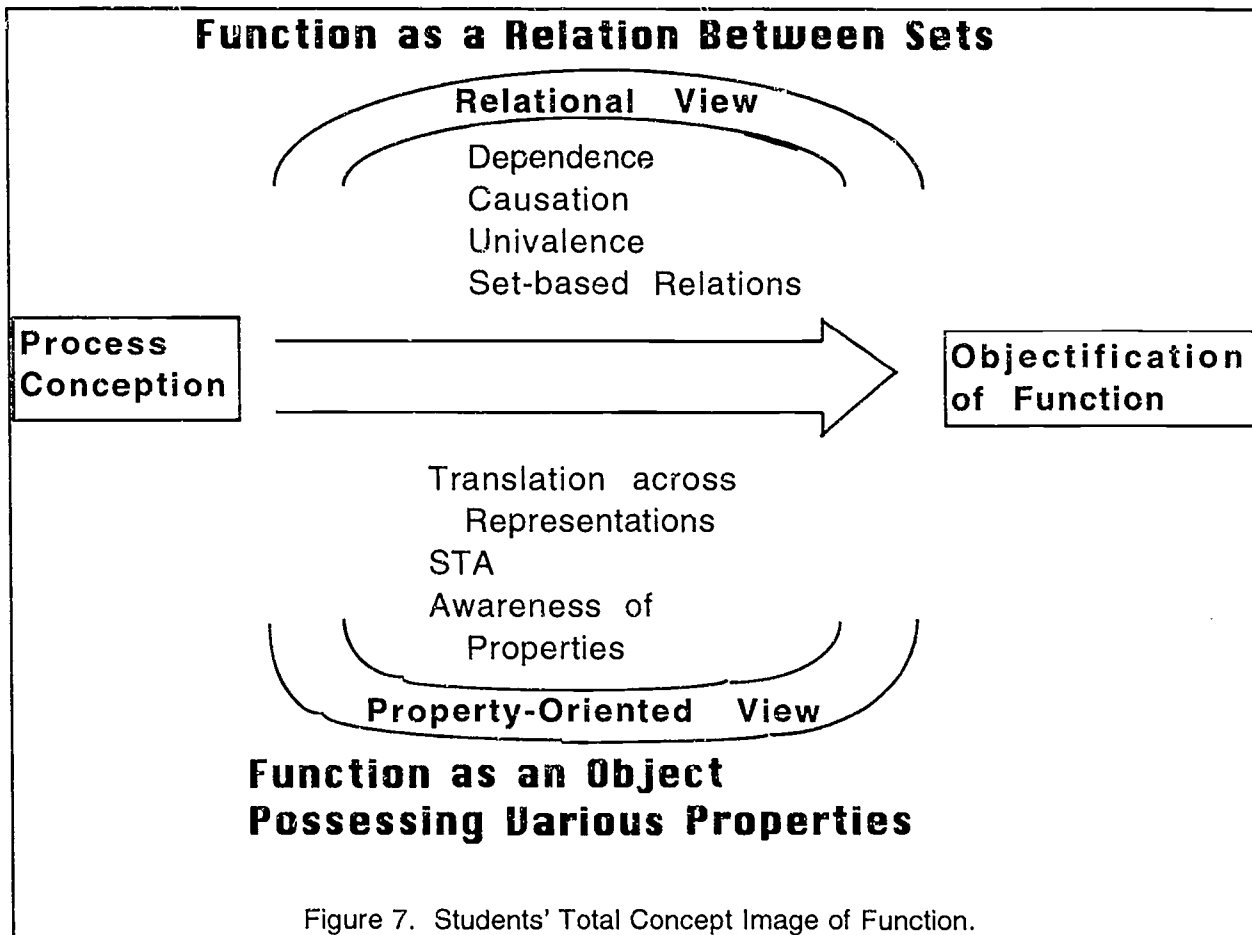 Function as a Relation Between Sets
Relational View
Dependence
Causation
Univalence
Set-based Relations
Process
Conception
Objectification
of Function
Translation across
Representations
STA
Awareness of
Properties
Property-Oriented View
Function as an Object
Possessing Various Properties
Figure 7. Students' Total Concept Image of Function.